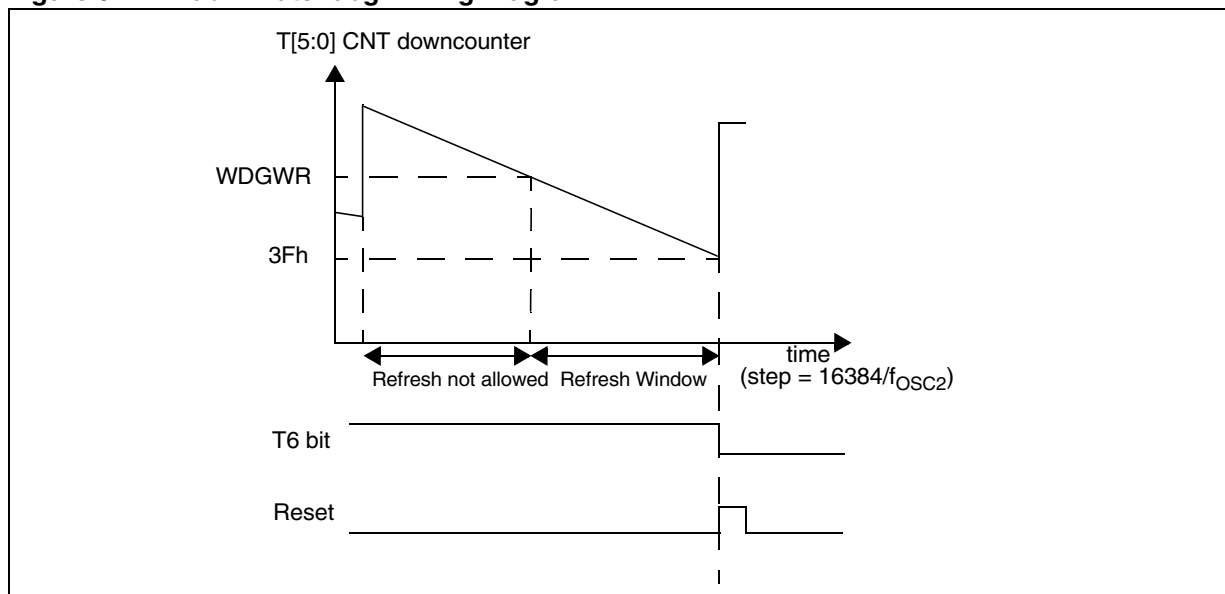 T[5:0] CNT downcounter
WDGWR
3Fh
time
Refresh not allowed Refresh Window (step = 16384/fOSC2)
T6 bit
Reset